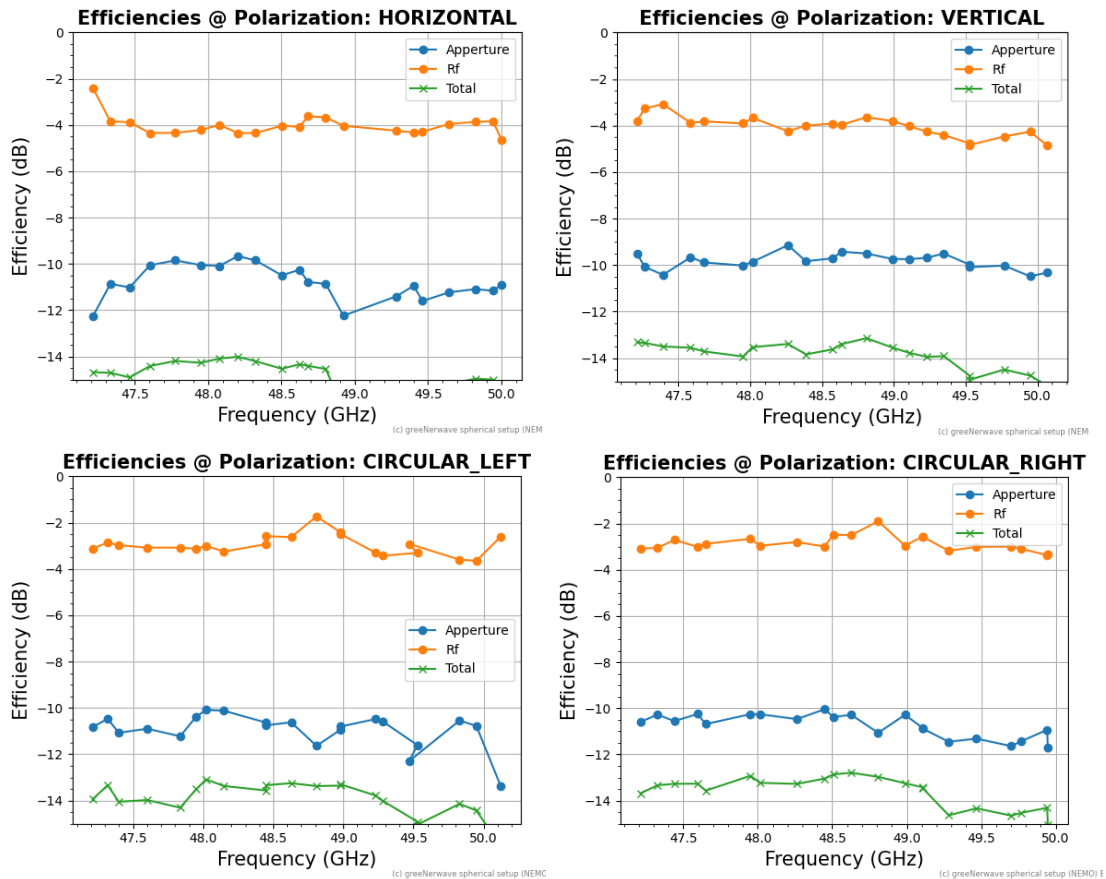 Efficiencies @ Polarization: HORIZONTAL
Efficiency (dB)
0
−2
−4
−6
−8
−10
−12
−14
Apperture
Rf
Total
47.5 48.0 48.5 49.0 49.5 50.0
Frequency (GHz)
(c) greeNerwave spherical setup (NEM
Efficiencies @ Polarization: VERTICAL
Efficiency (dB)
0
−2
−4
−6
−8
−10
−12
−14
Apperture
Rf
Total
47.5 48.0 48.5 49.0 49.5 50.0
Frequency (GHz)
(c) greeNerwave spherical setup (NEM
Efficiencies @ Polarization: CIRCULAR_LEFT
Efficiency (dB)
0
−2
−4
−6
−8
−10
−12
−14
Apperture
Rf
Total
47.5 48.0 48.5 49.0 49.5 50.0
Frequency (GHz)
(c) greeNerwave spherical setup (NEMO
Efficiencies @ Polarization: CIRCULAR_RIGHT
Efficiency (dB)
0
−2
−4
−6
−8
−10
−12
−14
Apperture
Rf
Total
47.5 48.0 48.5 49.0 49.5 50.0
Frequency (GHz)
(c) greeNerwave spherical setup (NEMO) E